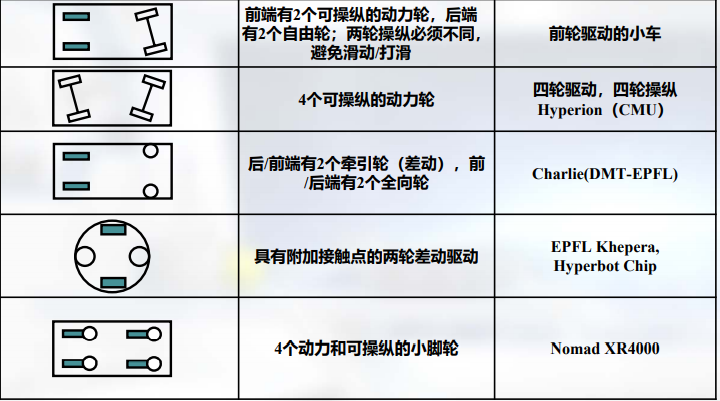 前端有2个可操纵的动力轮，后端
有2个自由轮；两轮操纵必须不同，
避免滑动/打滑
前轮驱动的小车
4个可操纵的动力轮
四轮驱动，四轮操纵
Hyperion（CMU）
后/前端有2个牵引轮（差动），前
/后端有2个全向轮
Charlie(DMT-EPFL)
具有附加接触点的两轮差动驱动
EPFL Khepera,
Hyperbot Chip
4个动力和可操纵的小脚轮
Nomad XR4000